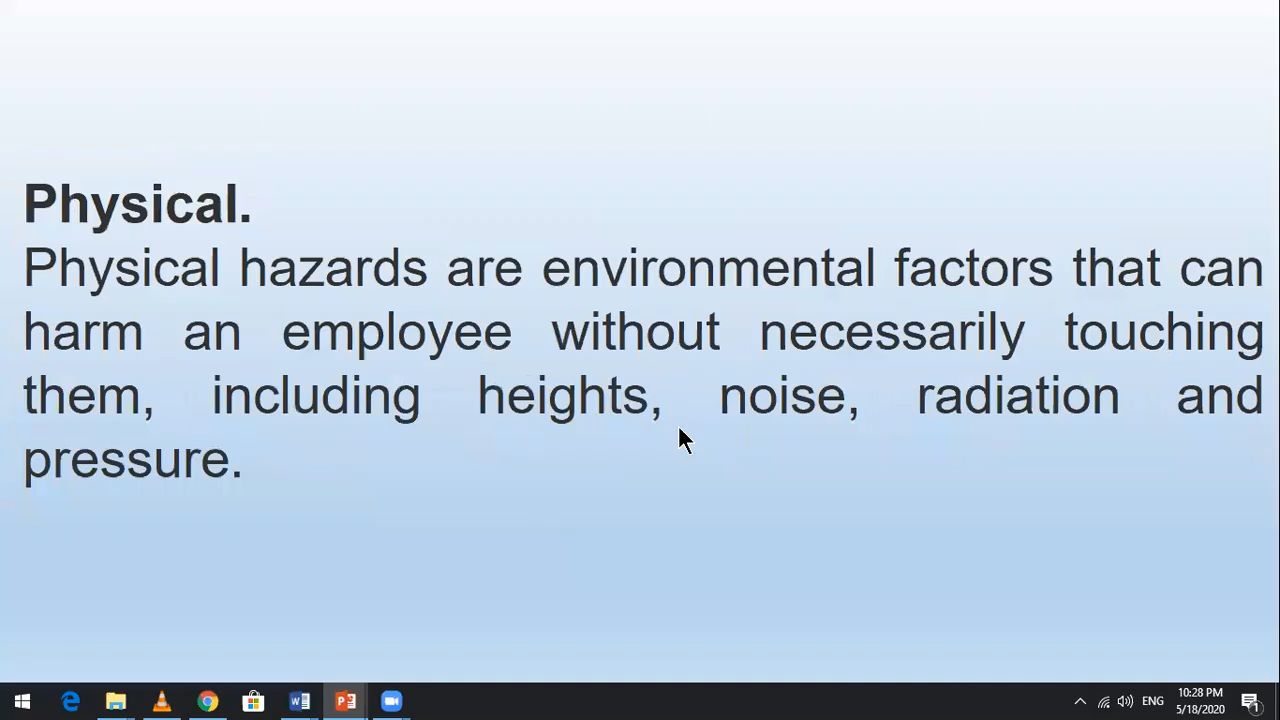 Physical.
Physical hazards are environmental factors that can
harm an employee without necessarily touching
them, including heights, noise, radiation and
pressure.
ENG
10:28 PM
5/18/2020
1